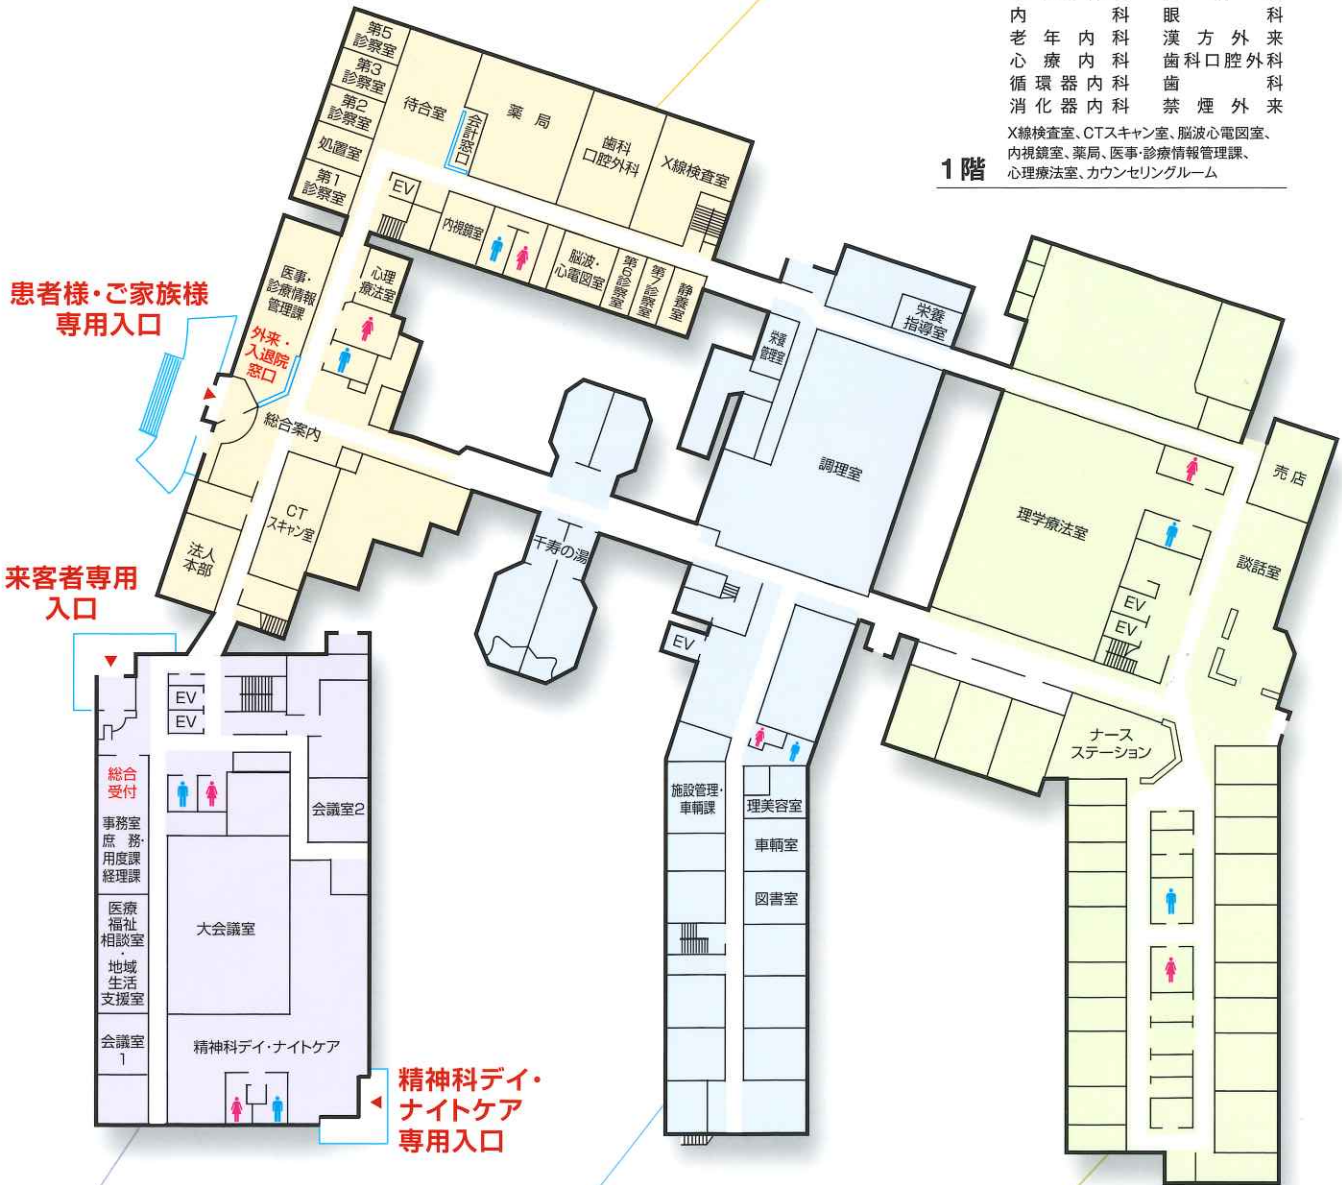 内科 眼科
老年内科 漢方外来
心療内科 歯科口腔外科
循環器内科 歯科
消化器内科 禁煙外来
X線検査室、CTスキャン室、脳波心電図室、
内視鏡室、薬局、医事・診療情報管理課、
心理療法室、カウンセリングルーム
1階
第5
診察室
第3
診察室
第2
診察室
処置室
第1
診察室
待合室
会計窓口
薬局
歯科
口腔外科
X線検査室
EV
内視鏡室
脳波・
心電図室
第6診察室
第7診察室
静養室
医事・
診療情報
管理課
心理
療法室
外来・
入退院
窓口
患者様・ご家族様
専用入口
総合案内
CT
スキャン室
法人
本部
来客者専用
入口
千寿の湯
栄養
管理室
栄養
指導室
調理室
理学療法室
売店
談話室
EV
EV
EV
ナース
ステーション
施設管理・
車輌課
理美容室
車輌室
図書室
EV
EV
総合
受付
事務室
庶務・
用度課
経理課
会議室2
医療
福祉
相談室
・
地域
生活
支援室
大会議室
会議室
1
精神科デイ・ナイトケア
精神科デイ・
ナイトケア
専用入口